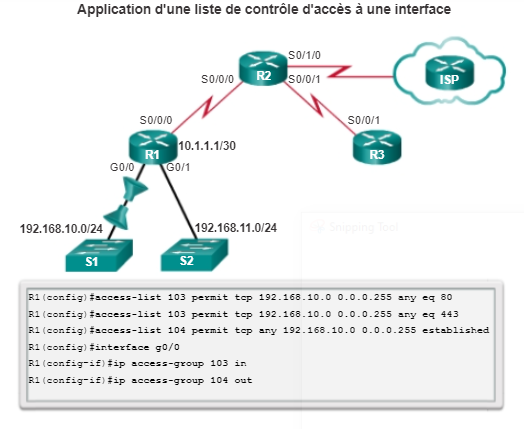 Application d'une liste de contrôle d'accès à une interface
S0/1/0
R2
ISP
S0/0/0
S0/0/1
S0/0/0
S0/0/1
R1
10.1.1.1/30
R3
G0/0
G0/1
192.168.10.0/24
192.168.11.0/24
S1
S2
Snipping Tool
R1(config)#access-list 103 permit tcp 192.168.10.0 0.0.0.255 any eq 80
R1(config)#access-list 103 permit tcp 192.168.10.0 0.0.0.255 any eq 443
R1(config)#access-list 104 permit tcp any 192.168.10.0 0.0.0.255 established
R1(config)#interface g0/0
R1(config-if)#ip access-group 103 in
R1(config-if)#ip access-group 104 out